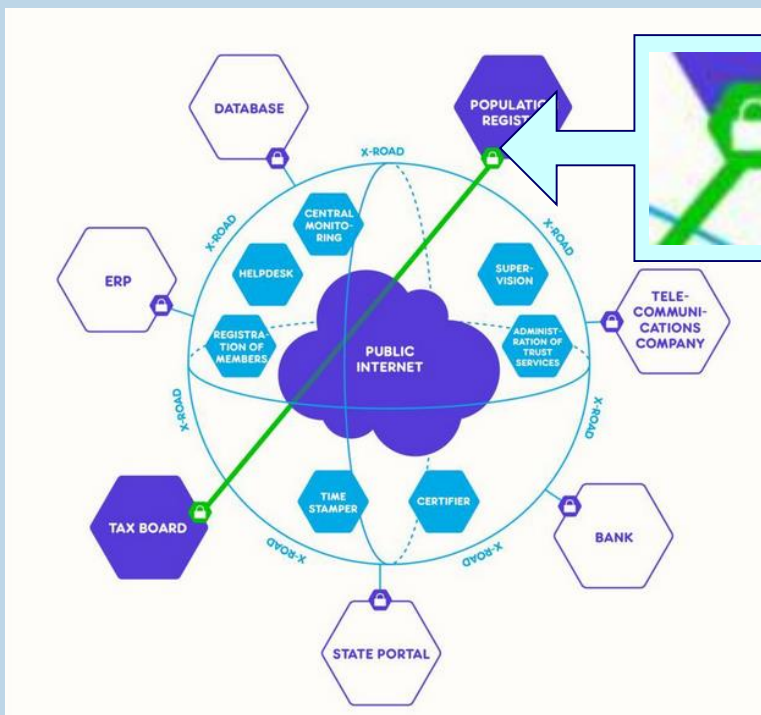 DATABASE
POPULATIO
REGIST
X-ROAD
X-ROAD
X-ROAD
CENTRAL
MONITO-
RING
HELPDESK
SUPER-
VISION
ERP
TELE-
COMMUNI-
CATIONS
COMPANY
REGISTRA-
TION OF
MEMBERS
PUBLIC
INTERNET
ADMINIST-
RATION OF
TRUST
SERVICES
X-ROAD
X-ROAD
TAX BOARD
TIME
STAMPER
CERTIFIER
BANK
X-ROAD
X-ROAD
STATE PORTAL